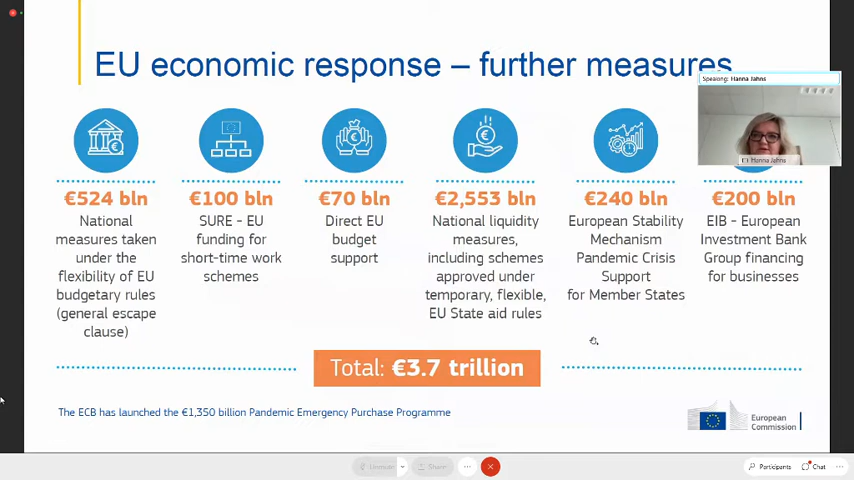 EU economic response – further measures
Speaking: Hanna Jahns
Hanna Jahns
€524 bln
National
measures taken
under the
flexibility of EU
budgetary rules
(general escape
clause)
€100 bln
SURE – EU
funding for
short-time work
schemes
€70 bln
Direct EU
budget
support
€2,553 bln
National liquidity
measures,
including schemes
approved under
temporary, flexible,
EU State aid rules
€240 bln
European Stability
Mechanism
Pandemic Crisis
Support
for Member States
€200 bln
EIB – European
Investment Bank
Group financing
for businesses
Total: €3.7 trillion
The ECB has launched the €1,350 billion Pandemic Emergency Purchase Programme
European
Commission
Unmute
Share
Participants
Chat